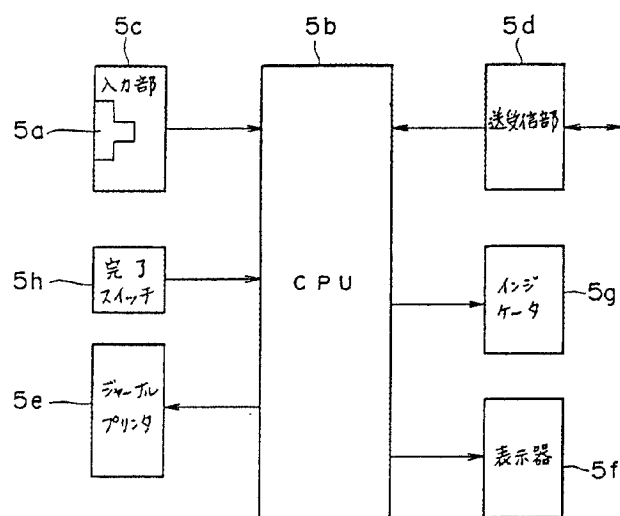 5c
5b
5d
入力部
5a
送受信部
5h
完了
スイッチ
CPU
インジ
ケータ
5g
5e
ジャーナル
プリンタ
表示器
5f